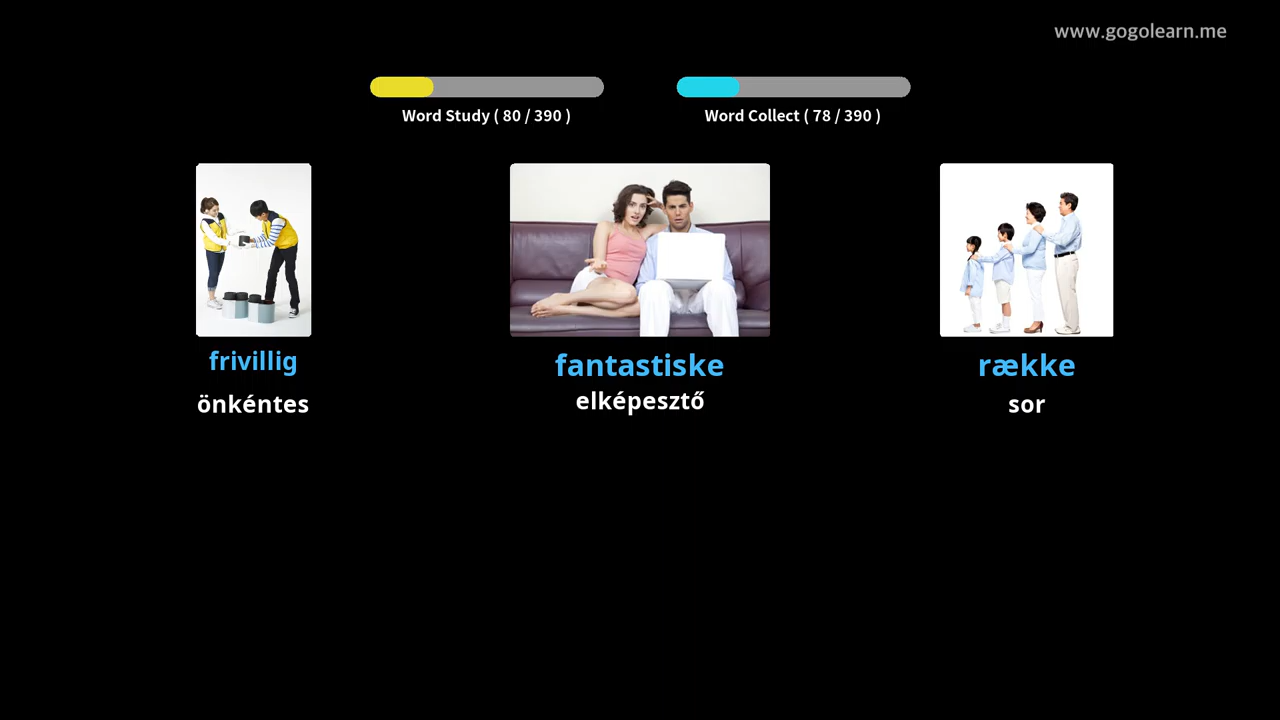 www.gogolearn.me
Word Study ( 80 / 390 )
Word Collect ( 78 / 390 )
frivillig
önkéntes
fantastiske
elképesztő
række
sor